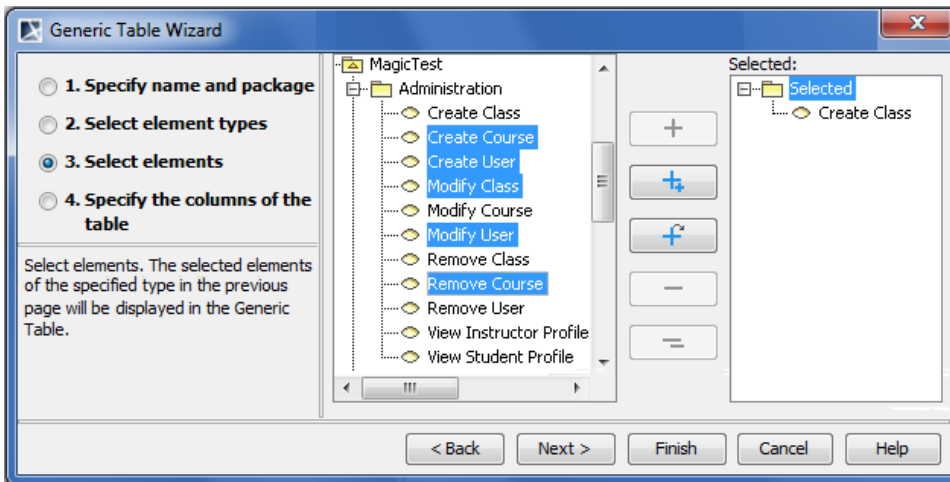 Generic Table Wizard
1. Specify name and package
2. Select element types
3. Select elements
4. Specify the columns of the
table
Select elements. The selected elements
of the specified type in the previous
page will be displayed in the Generic
Table.
MagicTest
Administration
Create Class
Create Course
Create User
Modify Class
Modify Course
Modify User
Remove Class
Remove Course
Remove User
View Instructor Profile
View Student Profile
Selected:
Selected
Create Class
< Back
Next >
Finish
Cancel
Help